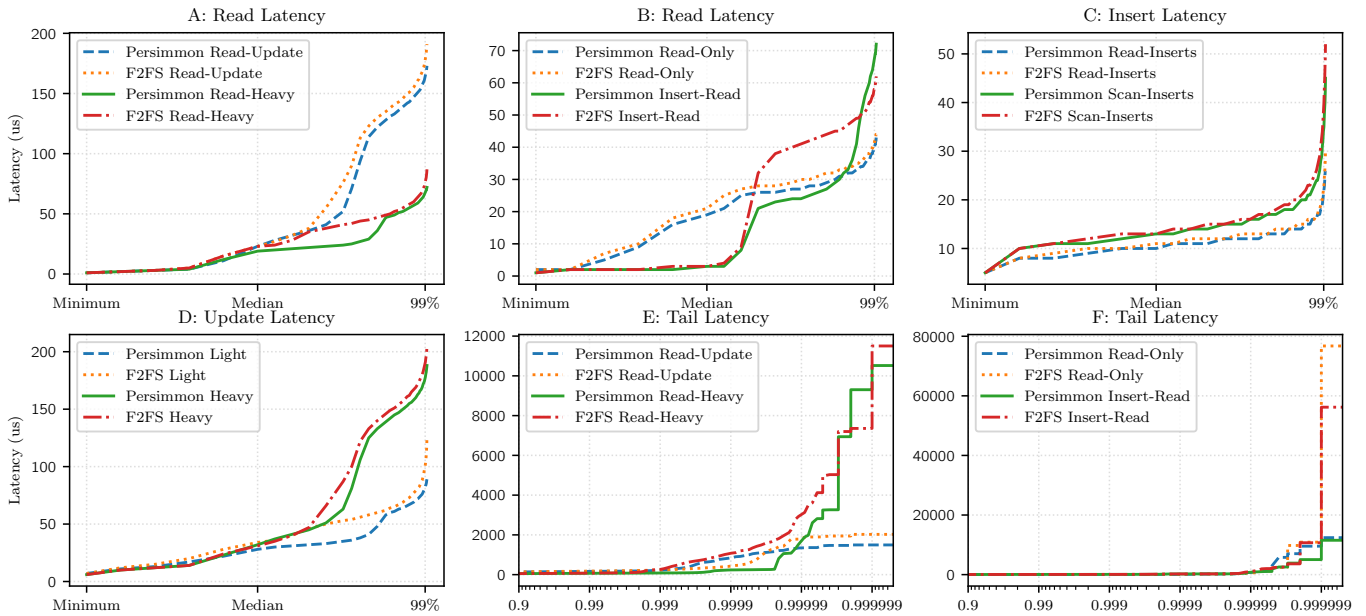 A: Read Latency
Latency (us)
200
150
100
50
0
Persimmon Read-Update
F2FS Read-Update
Persimmon Read-Heavy
F2FS Read-Heavy
Minimum
Median
99%
B: Read Latency
70
60
50
40
30
20
10
0
Persimmon Read-Only
F2FS Read-Only
Persimmon Insert-Read
F2FS Insert-Read
Minimum
Median
99%
C: Insert Latency
50
40
30
20
10
Persimmon Read-Inserts
F2FS Read-Inserts
Persimmon Scan-Inserts
F2FS Scan-Inserts
Minimum
Median
99%
D: Update Latency
Latency (us)
200
150
100
50
0
Persimmon Light
F2FS Light
Persimmon Heavy
F2FS Heavy
Minimum
Median
99%
E: Tail Latency
12000
10000
8000
6000
4000
2000
0
Persimmon Read-Update
F2FS Read-Update
Persimmon Read-Heavy
F2FS Read-Heavy
0.9
0.99
0.999
0.9999
0.99999
0.999999
F: Tail Latency
80000
60000
40000
20000
0
Persimmon Read-Only
F2FS Read-Only
Persimmon Insert-Read
F2FS Insert-Read
0.9
0.99
0.999
0.9999
0.99999
0.999999